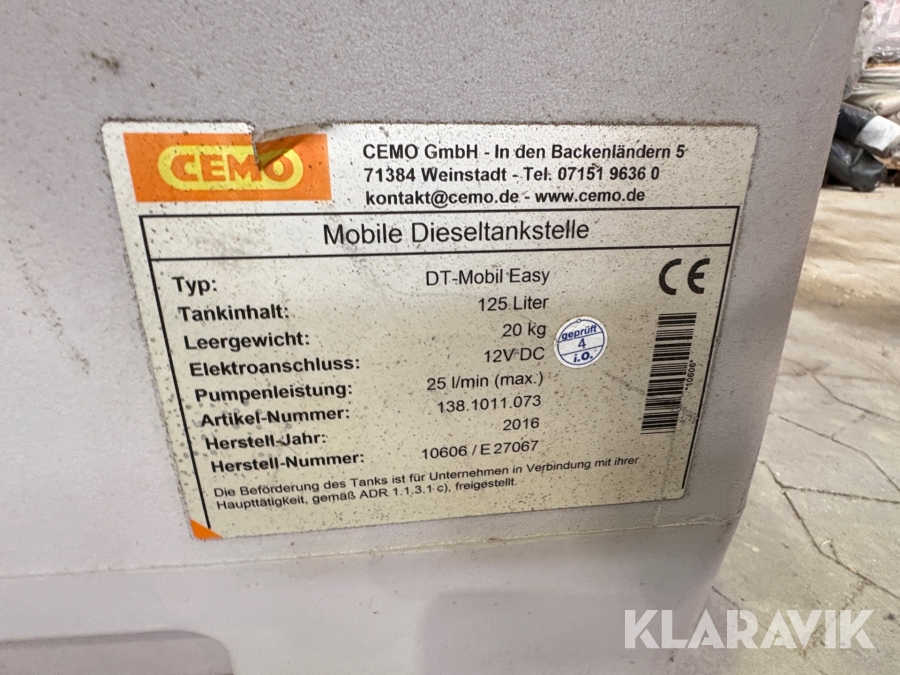 CEMO
CEMO GmbH - In den Backenländern 5
71384 Weinstadt - Tel. 07151 9636 0
kontakt@cemo.de - www.cemo.de
Mobile Dieseltankstelle
Typ: DT-Mobil Easy
Tankinhalt: 125 Liter
Leergewicht: 20 kg
Elektroanschluss: 12V DC
Pumpenleistung: 25 l/min (max.)
Artikel-Nummer: 138.1011.073
Herstell-Jahr: 2016
Herstell-Nummer: 10606 / E 27067
CE
geprüft
4
i.O.
*10606*
Die Beförderung des Tanks ist für Unternehmen in Verbindung mit ihrer
Haupttätigkeit, gemäß ADR 1.1.3.1 c), freigestellt.
KLARAVIK